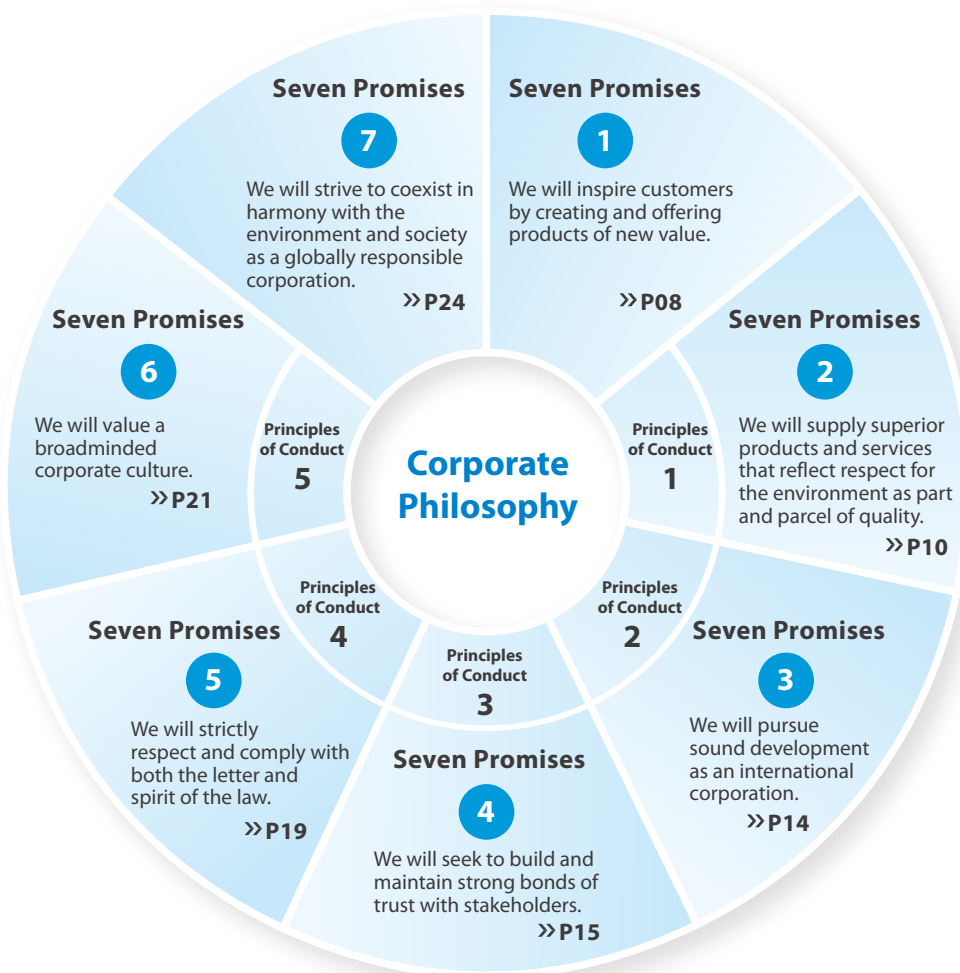 Seven Promises
1
We will inspire customers
by creating and offering
products of new value.
»P08
Seven Promises
2
We will supply superior
products and services
that reflect respect for
the environment as part
and parcel of quality.
»P10
Seven Promises
3
We will pursue
sound development
as an international
corporation.
»P14
Seven Promises
4
We will seek to build and
maintain strong bonds of
trust with stakeholders.
»P15
Seven Promises
5
We will strictly
respect and comply with
both the letter and
spirit of the law.
»P19
Seven Promises
6
We will value a
broadminded
corporate culture.
»P21
Seven Promises
7
We will strive to coexist in
harmony with the
environment and society
as a globally responsible
corporation.
»P24
Principles
of Conduct
1
Principles
of Conduct
2
Principles
of Conduct
3
Principles
of Conduct
4
Principles
of Conduct
5
Corporate
Philosophy